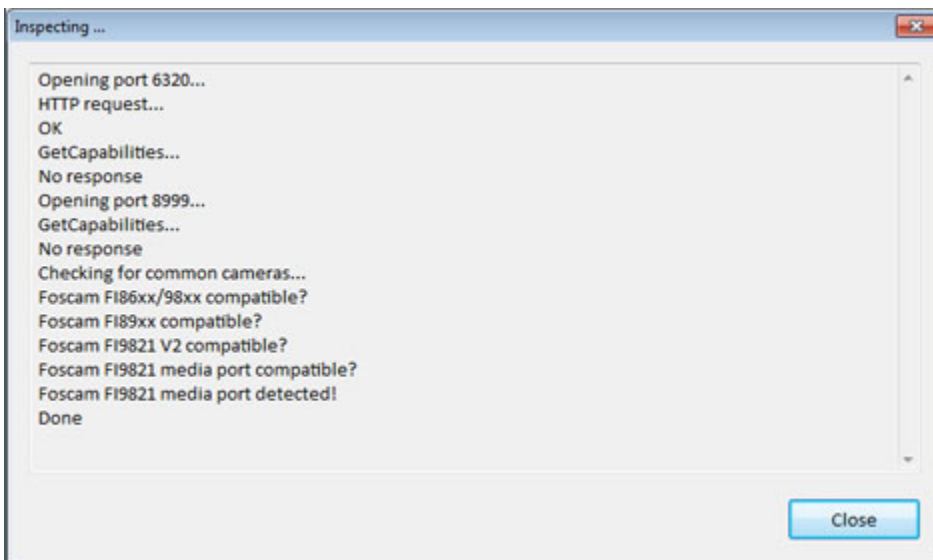 Inspecting ...
Opening port 6320...
HTTP request...
OK
GetCapabilities...
No response
Opening port 8999...
GetCapabilities...
No response
Checking for common cameras...
Foscam FI86xx/98xx compatible?
Foscam FI89xx compatible?
Foscam FI9821 V2 compatible?
Foscam FI9821 media port compatible?
Foscam FI9821 media port detected!
Done
Close